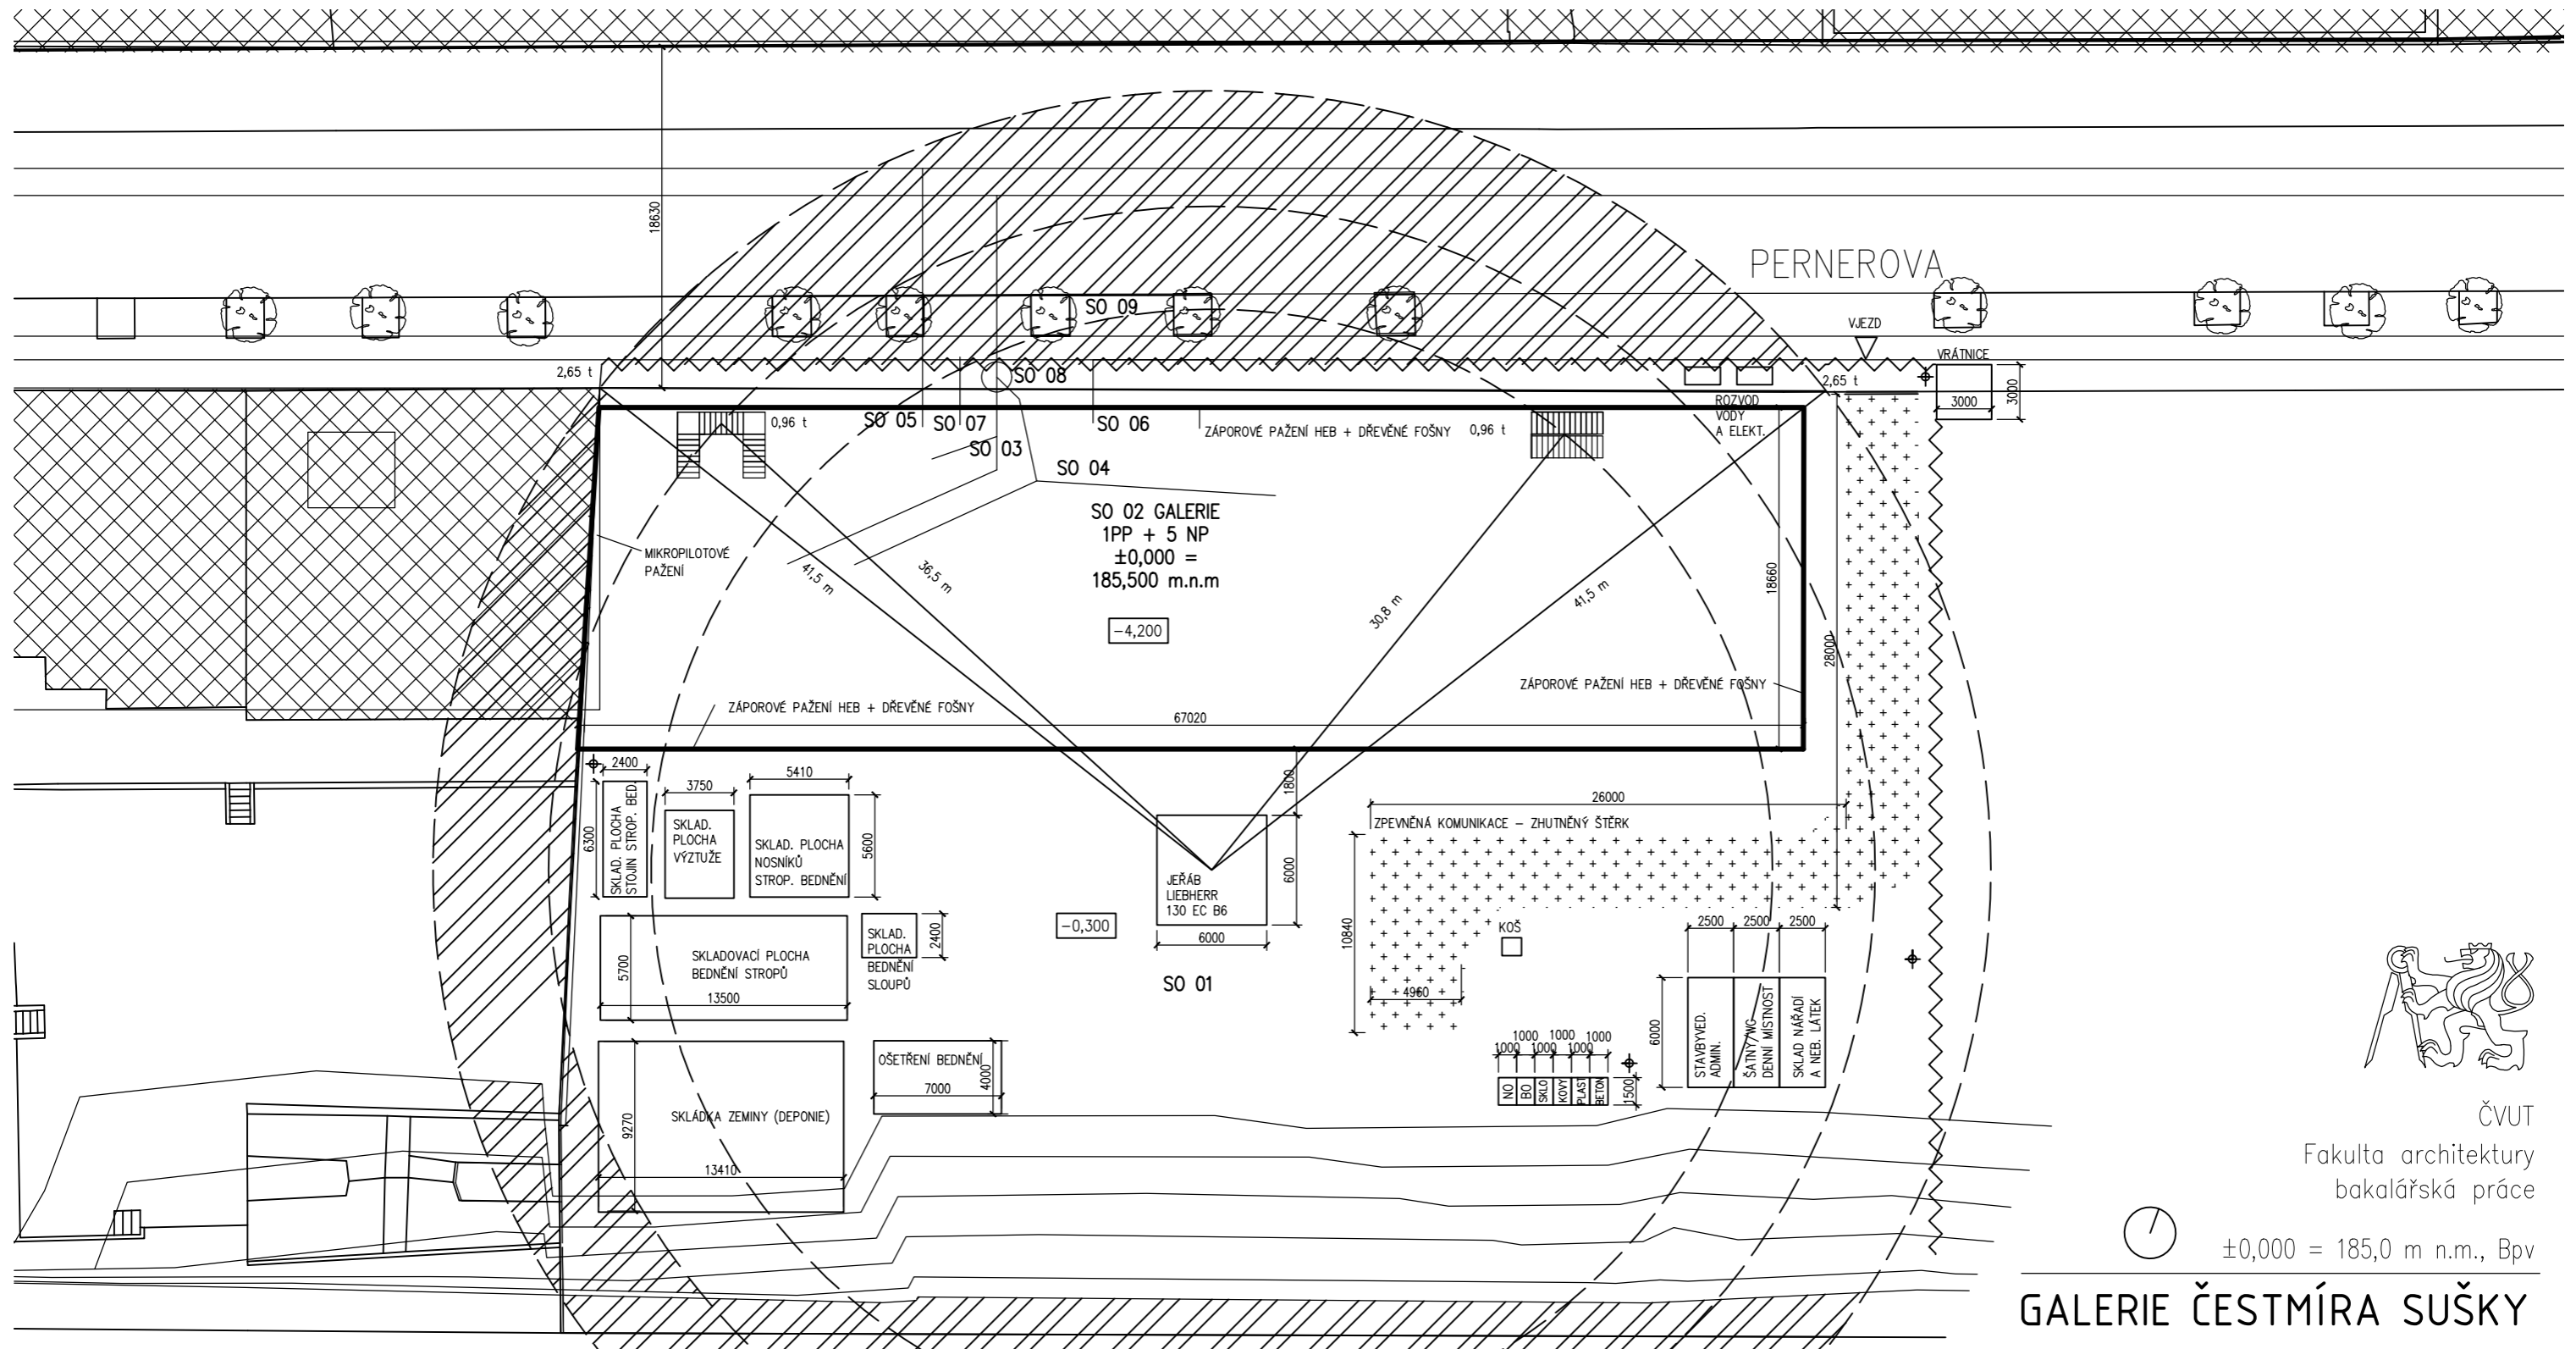 18630
PERNEROVA
SO 09
VJEZD
VRÁTNICE
3000
3000
2,65 t
SO 08
2,65 t
ROZVOD
VODY
A ELEKT.
0,96 t
SO 05
SO 07
SO 06
ZÁPOROVÉ PAŽENÍ HEB + DŘEVĚNÉ FOŠNY
0,96 t
SO 03
SO 04
SO 02 GALERIE
1PP + 5 NP
±0,000 =
185,500 m.n.m
MIKROPILOTOVÉ
PAŽENÍ
41,5 m
36,5 m
30,8 m
41,5 m
18660
28000
-4,200
ZÁPOROVÉ PAŽENÍ HEB + DŘEVĚNÉ FOŠNY
ZÁPOROVÉ PAŽENÍ HEB + DŘEVĚNÉ FOŠNY
67020
2400
6300
SKLAD. PLOCHA
STOJIN STROP. BED.
3750
SKLAD.
PLOCHA
VÝZTUŽE
5410
5600
SKLAD. PLOCHA
NOSNÍKŮ
STROP. BEDNĚNÍ
1800
26000
ZPEVNĚNÁ KOMUNIKACE – ZHUTNĚNÝ ŠTĚRK
JEŘÁB
LIEBHERR
130 EC B6
6000
6000
10840
4960
KOŠ
-0,300
SKLAD.
PLOCHA
BEDNĚNÍ
SLOUPŮ
2400
SKLADOVACÍ PLOCHA
BEDNĚNÍ STROPŮ
5700
13500
SO 01
2500
2500
2500
6000
STAVBYVED.
ADMIN.
ŠATNY/WC
DENNÍ MÍSTNOST
SKLAD NÁŘADÍ
A NEB. LÁTEK
OŠETŘENÍ BEDNĚNÍ
7000
4000
1000
1000
1000
1000
1000
1000
NO
BIO
SKLO
KOVY
PLAST
BETON
1500
SKLÁDKA ZEMINY (DEPONIE)
9270
13410
ČVUT
Fakulta architektury
bakalářská práce
±0,000 = 185,0 m n.m., Bpv
GALERIE ČESTMÍRA SUŠKY